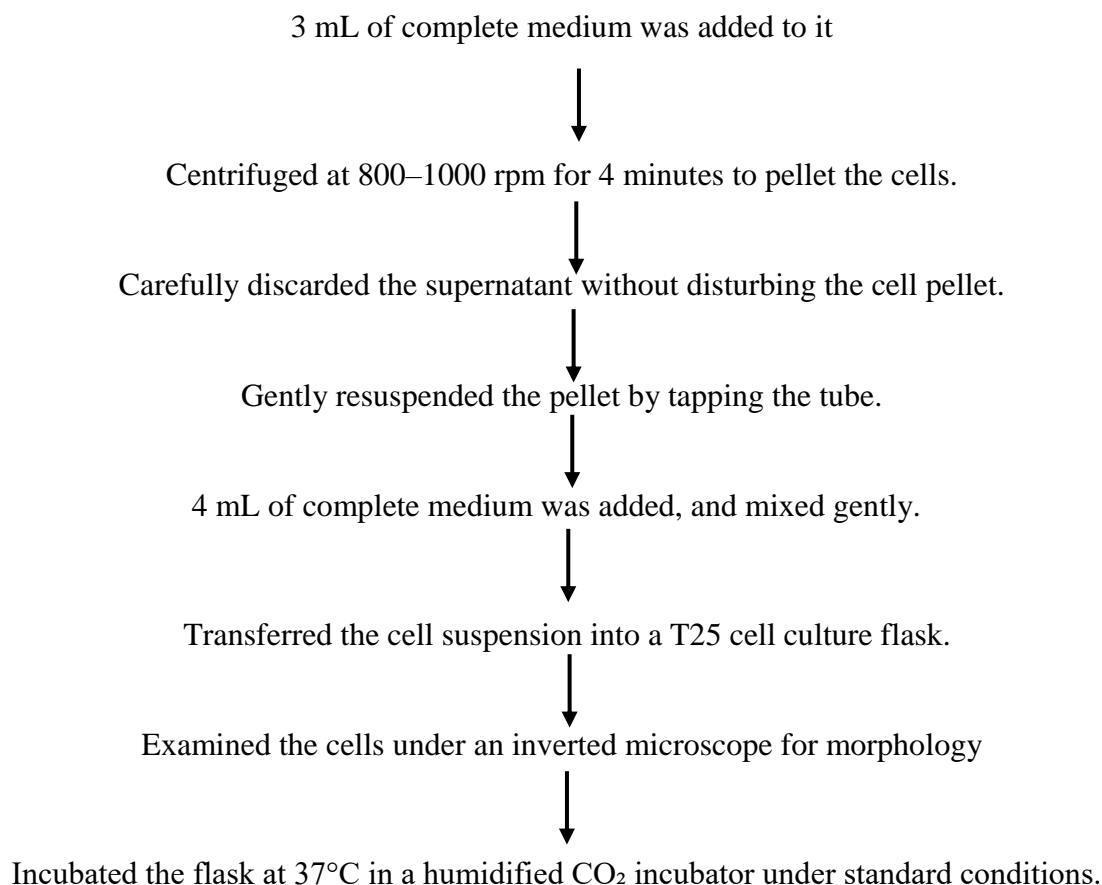 3 mL of complete medium was added to it
Centrifuged at 800–1000 rpm for 4 minutes to pellet the cells.
Carefully discarded the supernatant without disturbing the cell pellet.
Gently resuspended the pellet by tapping the tube.
4 mL of complete medium was added, and mixed gently.
Transferred the cell suspension into a T25 cell culture flask.
Examined the cells under an inverted microscope for morphology
Incubated the flask at 37°C in a humidified CO₂ incubator under standard conditions.